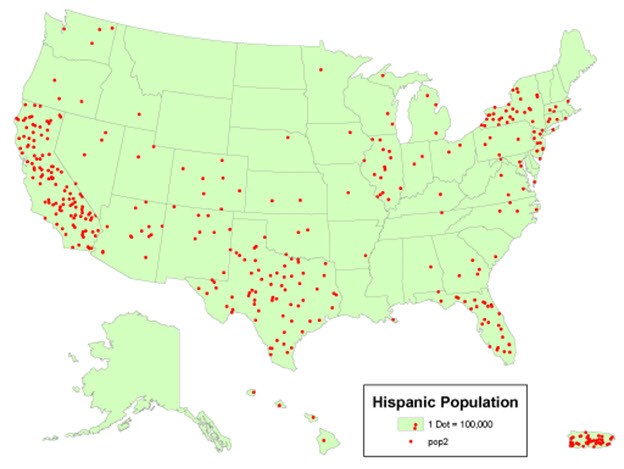 Hispanic Population
1 Dot = 100,000
pop2